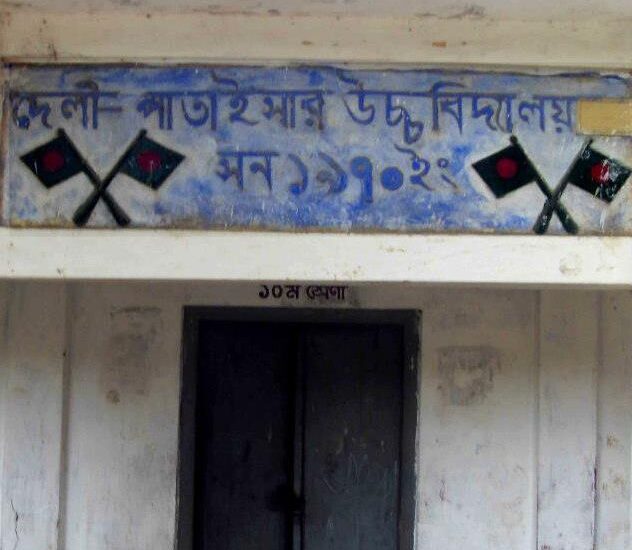 দেলী- পাতাইসার উচ্চ বিদ্যালয়
সন ১৯৭০ইং
১০ম শ্রেণী